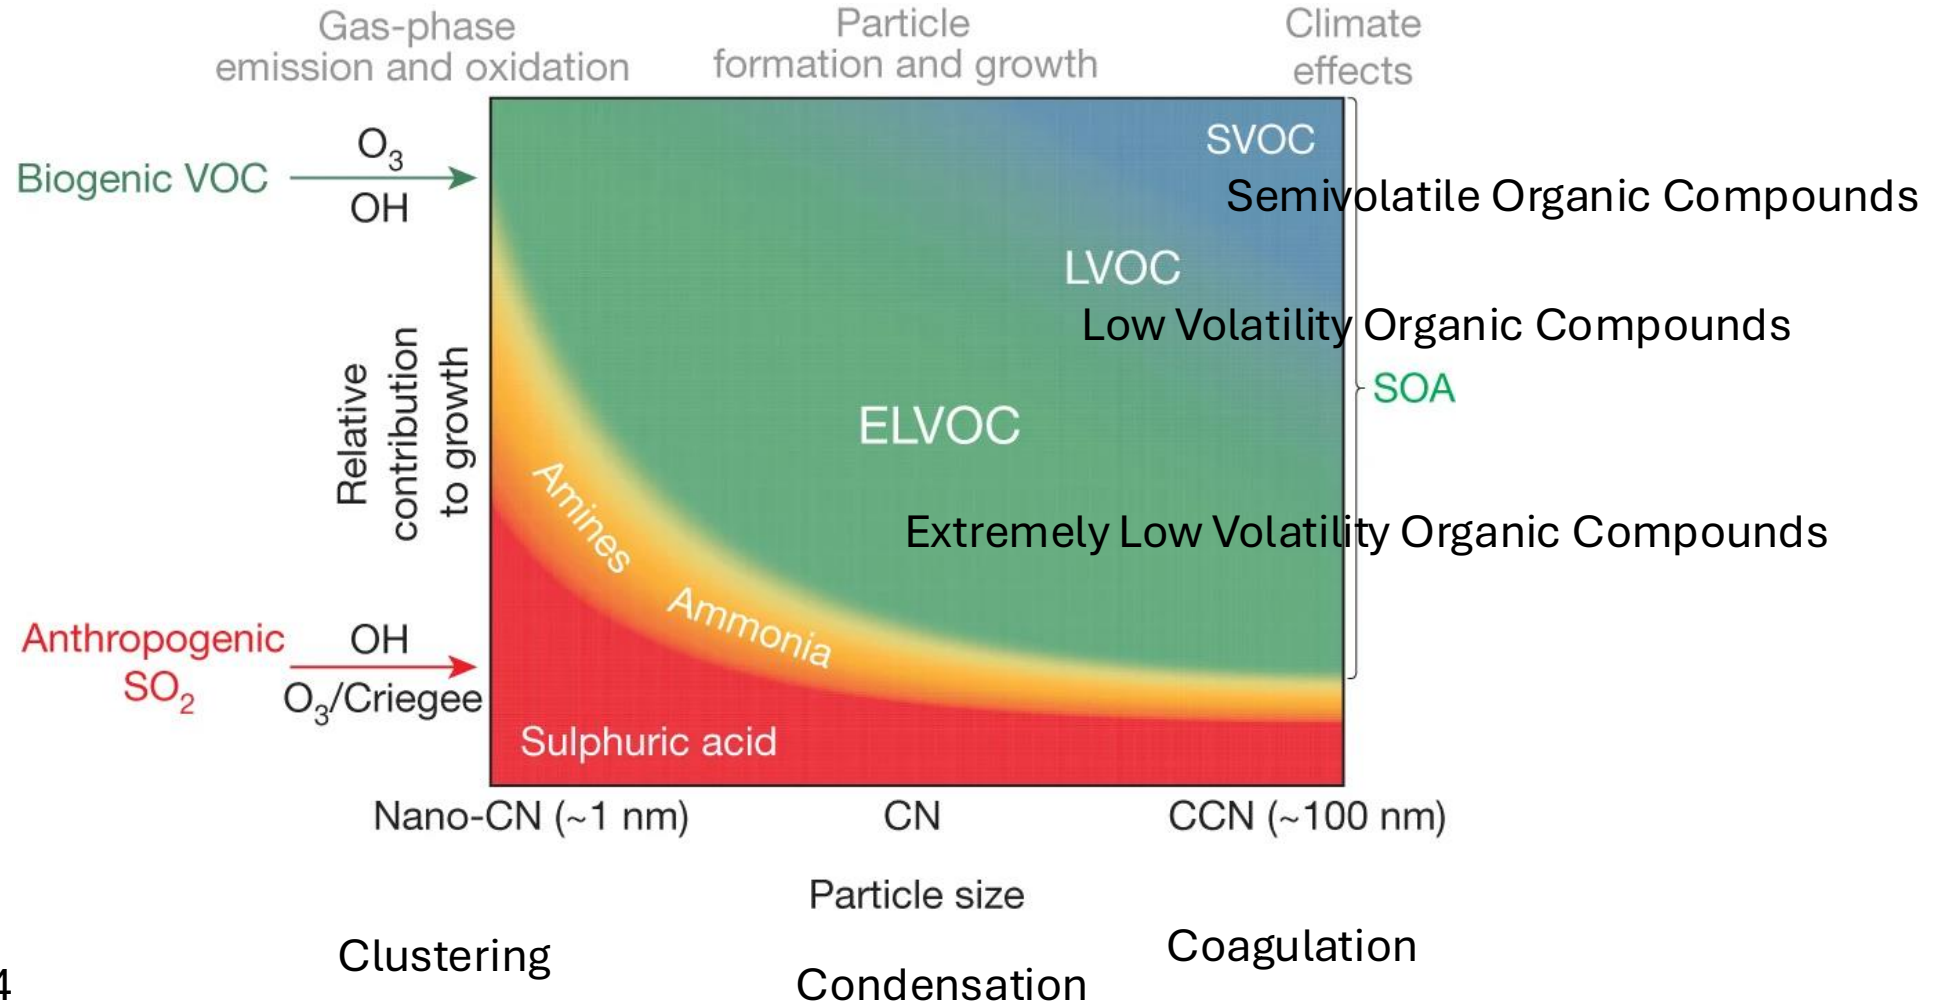 Gas-phase
emission and oxidation
Particle
formation and growth
Climate
effects
Biogenic VOC
O3
OH
SVOC
Semivolatile Organic Compounds
LVOC
Low Volatility Organic Compounds
SOA
ELVOC
Extremely Low Volatility Organic Compounds
Relative
contribution
to growth
Amines
Ammonia
Anthropogenic
SO2
OH
O3/Criegee
Sulphuric acid
Nano-CN (~1 nm)
CN
CCN (~100 nm)
Particle size
Clustering
Condensation
Coagulation
4